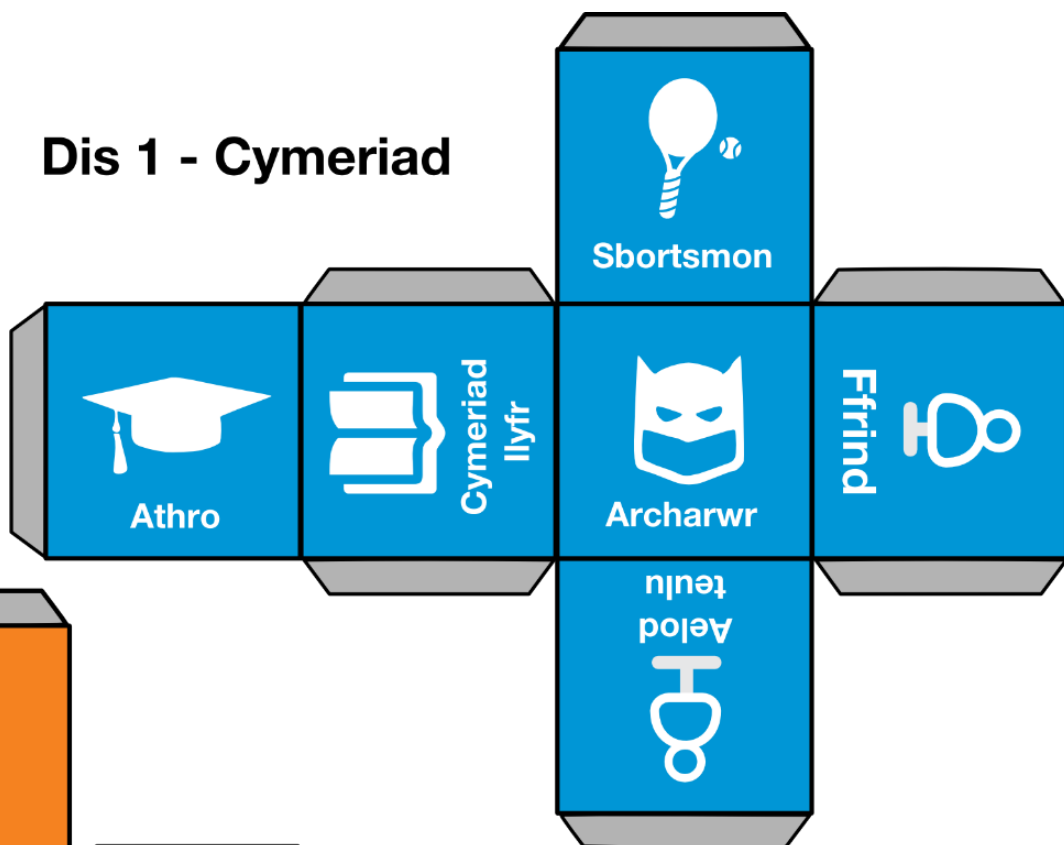 Dis 1 - Cymeriad
Sbortsmon
Athro
Cymeriad
llyfr
Archarwr
Ffrind
Aelod
teulu